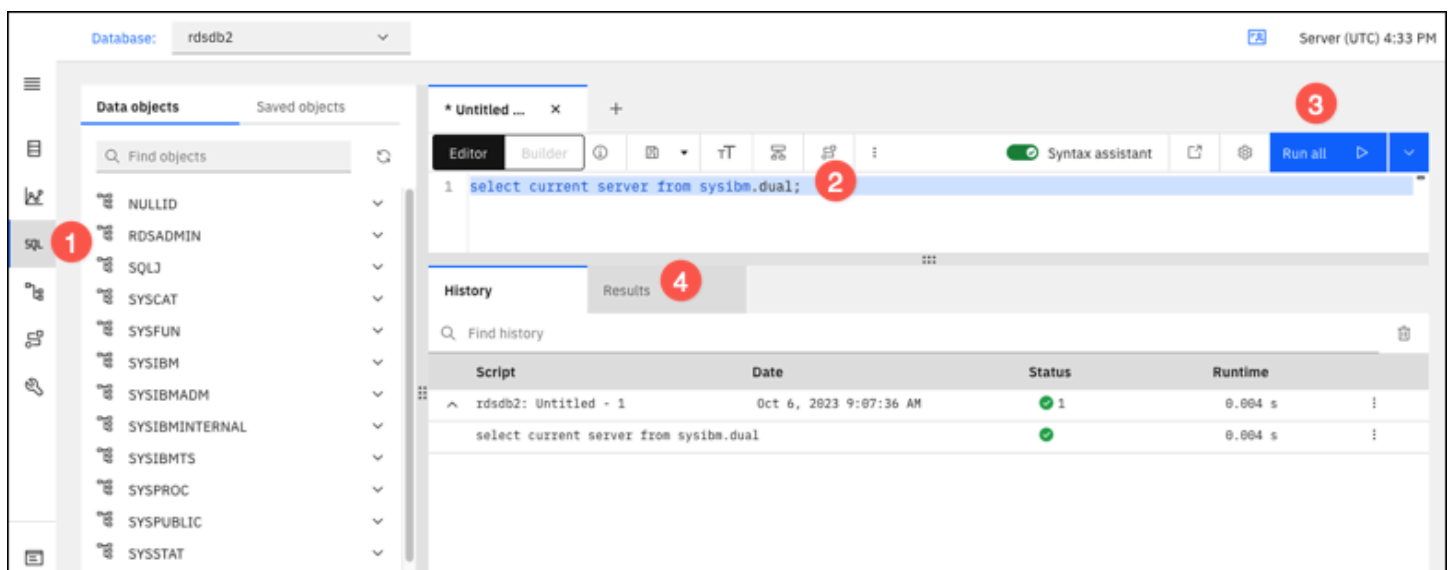 Database: rdsdb2
Server (UTC) 4:33 PM
3
Data objects Saved objects
* Untitled ... × +
Find objects
Editor Builder
Syntax assistant
Run all
1 select current server from sysibm.dual;
2
SQL
1
NULLID
RDSADMIN
SQLJ
SYSCAT
SYSFUN
SYSIBM
SYSIBMADM
SYSIBMINTERNAL
SYSIBMTS
SYSPROC
SYSPUBLIC
SYSSTAT
History Results 4
Find history
Script Date Status Runtime
rdsdb2: Untitled - 1 Oct 6, 2023 9:07:36 AM 1 0.004 s
select current server from sysibm.dual 0.004 s